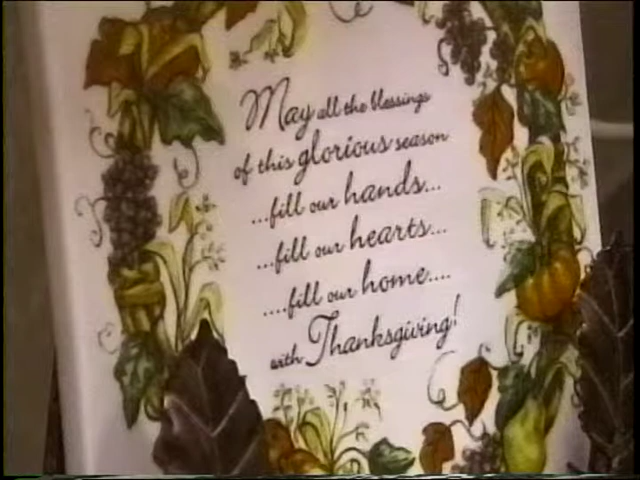 May all the blessings
of this glorious season
...fill our hands...
...fill our hearts...
....fill our home....
with Thanksgiving!